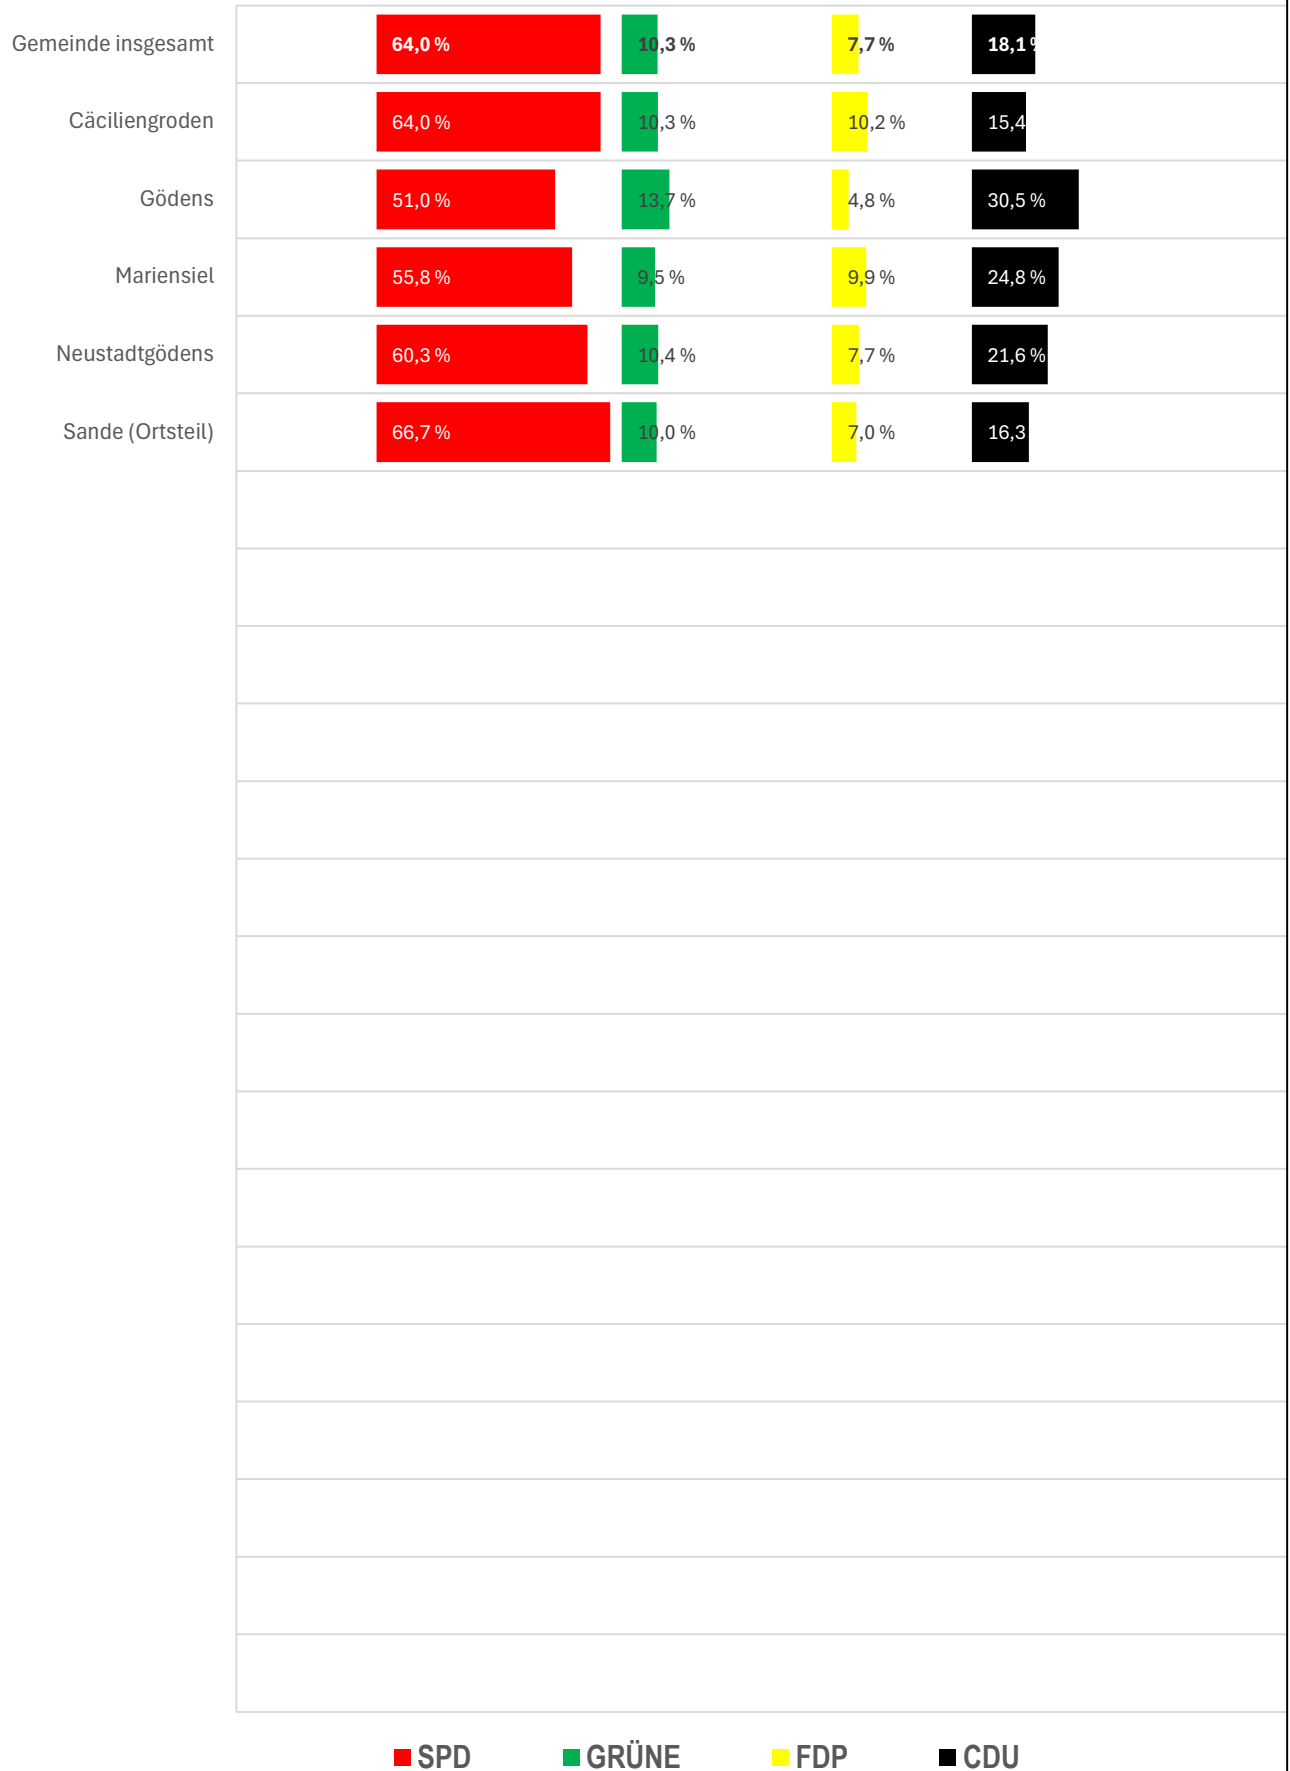 Gemeinde insgesamt 64,0 % 10,3 % 7,7 % 18,1 %
Cäciliengroden 64,0 % 10,3 % 10,2 % 15,4
Gödens 51,0 % 13,7 % 4,8 % 30,5 %
Mariensiel 55,8 % 9,5 % 9,9 % 24,8 %
Neustadtgödens 60,3 % 10,4 % 7,7 % 21,6 %
Sande (Ortsteil) 66,7 % 10,0 % 7,0 % 16,3
SPD GRÜNE FDP CDU